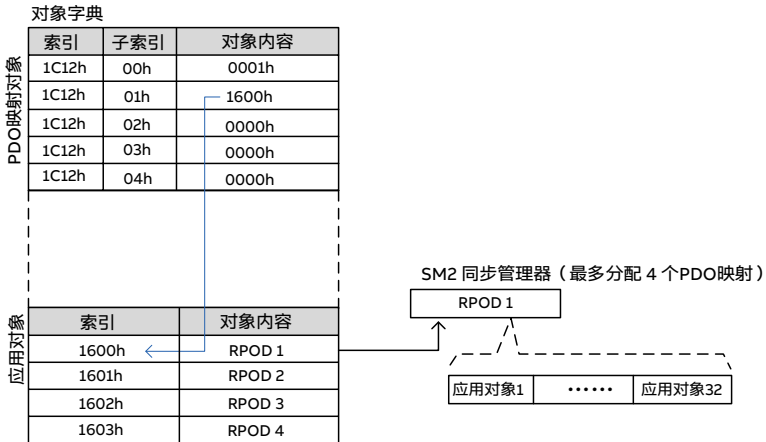 对象字典
PDO映射对象
索引 子索引 对象内容
1C12h 00h 0001h
1C12h 01h 1600h
1C12h 02h 0000h
1C12h 03h 0000h
1C12h 04h 0000h
SM2 同步管理器（最多分配 4 个PDO映射）
RPOD 1
应用对象1 …… 应用对象32
应用对象
索引 对象内容
1600h RPOD 1
1601h RPOD 2
1602h RPOD 3
1603h RPOD 4